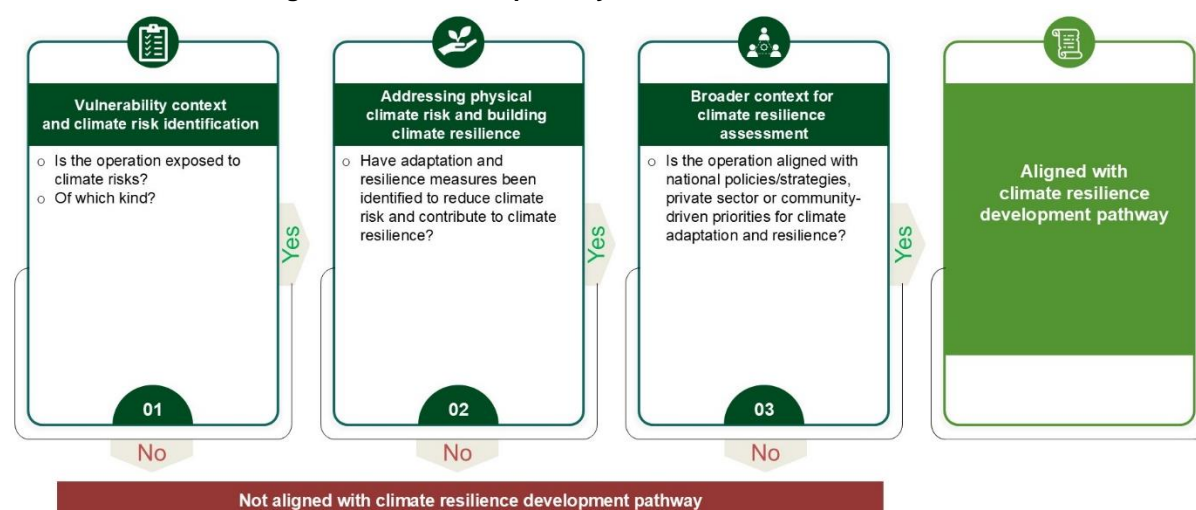 Vulnerability context
and climate risk identification
o Is the operation exposed to
climate risks?
o Of which kind?
01
No
Yes
Addressing physical
climate risk and building
climate resilience
o Have adaptation and
resilience measures been
identified to reduce climate
risk and contribute to climate
resilience?
02
No
Yes
Broader context for
climate resilience
assessment
o Is the operation aligned with
national policies/strategies,
private sector or community-
driven priorities for climate
adaptation and resilience?
03
No
Yes
Aligned with
climate resilience
development pathway
Not aligned with climate resilience development pathway